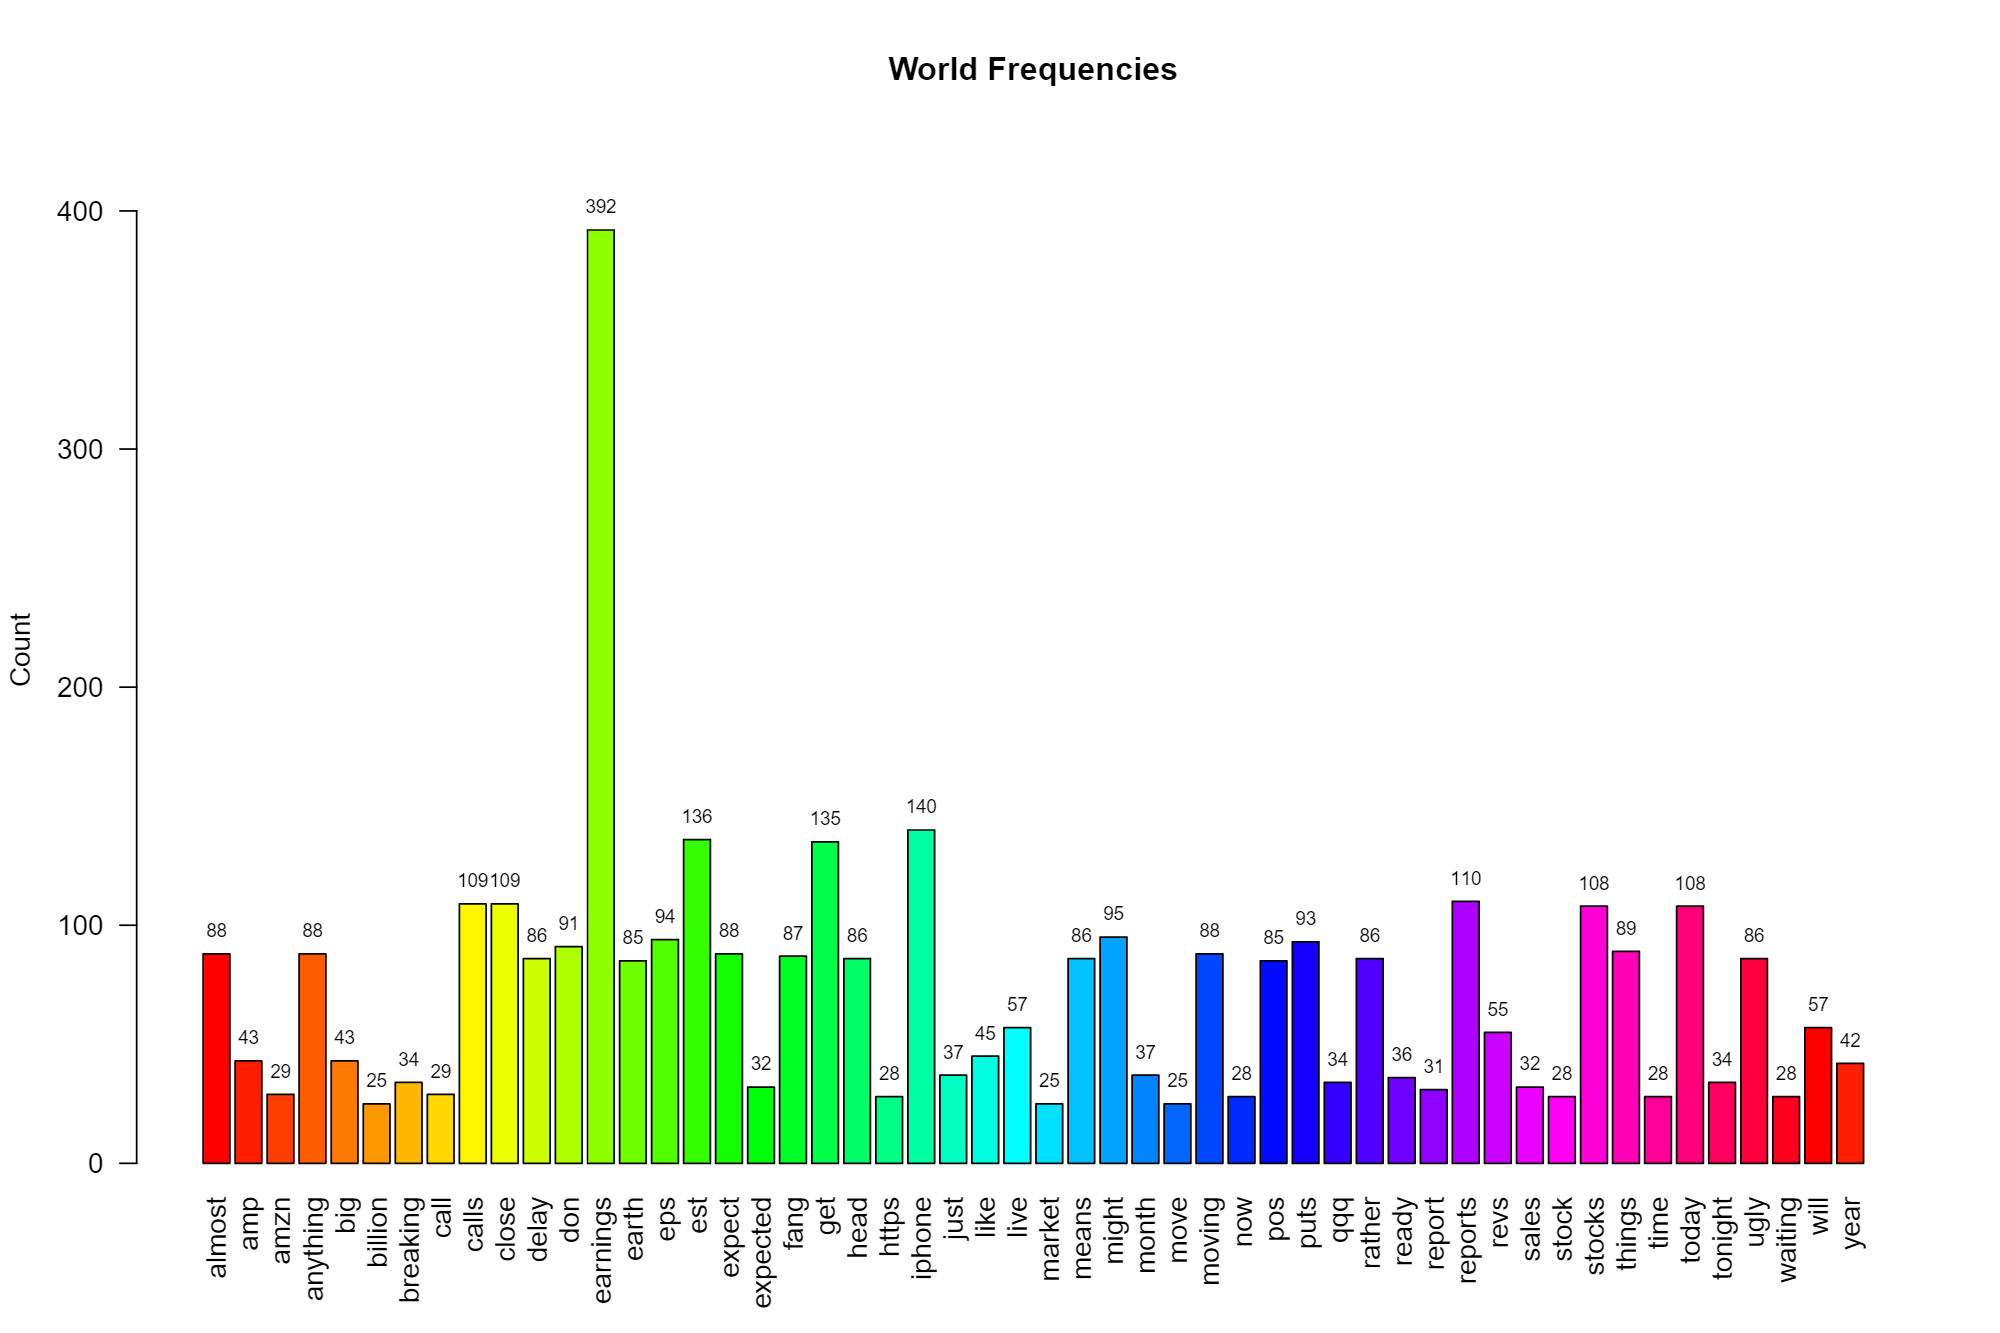 World Frequencies
Count
400
300
200
100
0
88
43
29
88
43
25
34
29
109
109
86
91
392
85
94
136
88
32
87
135
86
28
140
37
45
57
25
86
95
37
25
88
28
85
93
34
86
36
31
110
55
32
28
108
89
28
108
34
86
28
57
42
almost
amp
amzn
anything
big
billion
breaking
call
calls
close
delay
don
earnings
earth
eps
est
expect
expected
fang
get
head
https
iphone
just
like
live
market
means
might
month
move
moving
now
pos
puts
qqq
rather
ready
report
reports
revs
sales
stock
stocks
things
time
today
tonight
ugly
waiting
will
year